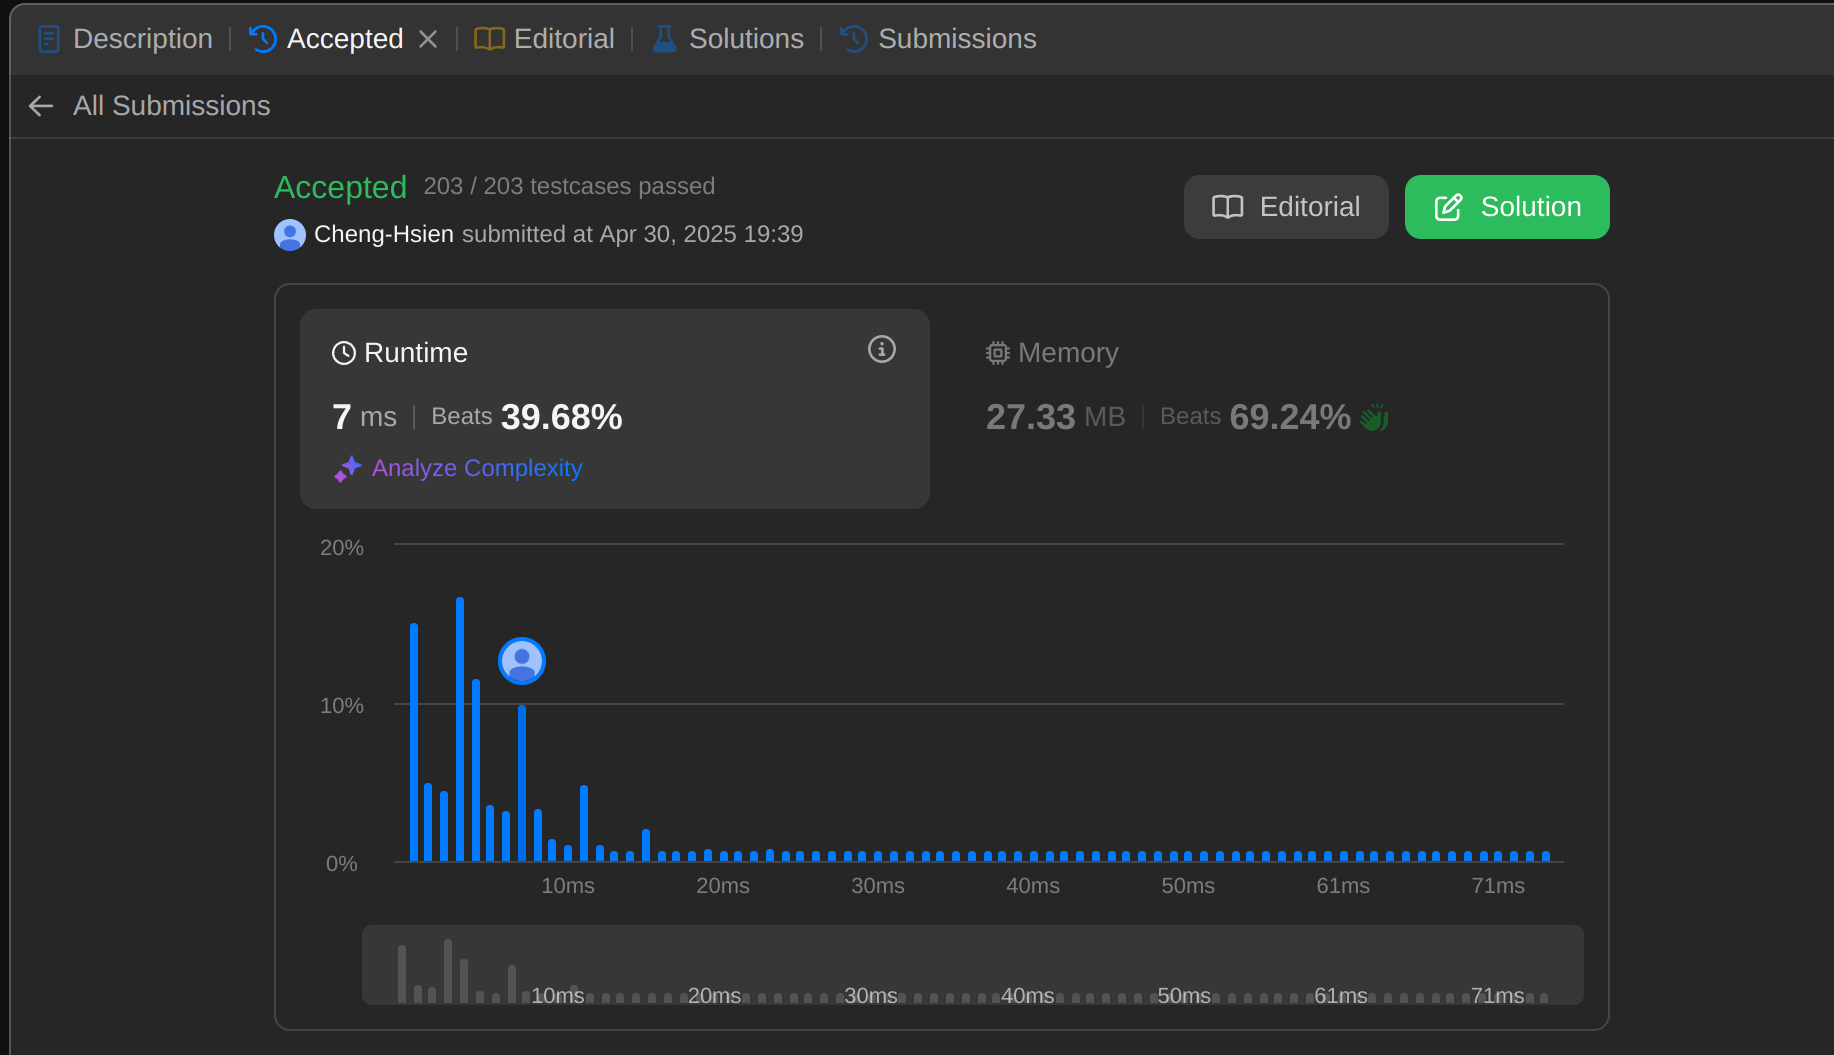 Description | Accepted | Editorial | Solutions | Submissions
All Submissions
Accepted 203 / 203 testcases passed
Cheng-Hsien submitted at Apr 30, 2025 19:39
Editorial
Solution
Runtime
7 ms | Beats 39.68%
Analyze Complexity
Memory
27.33 MB | Beats 69.24%
20%
10%
0%
10ms 20ms 30ms 40ms 50ms 61ms 71ms
10ms 20ms 30ms 40ms 50ms 61ms 71ms